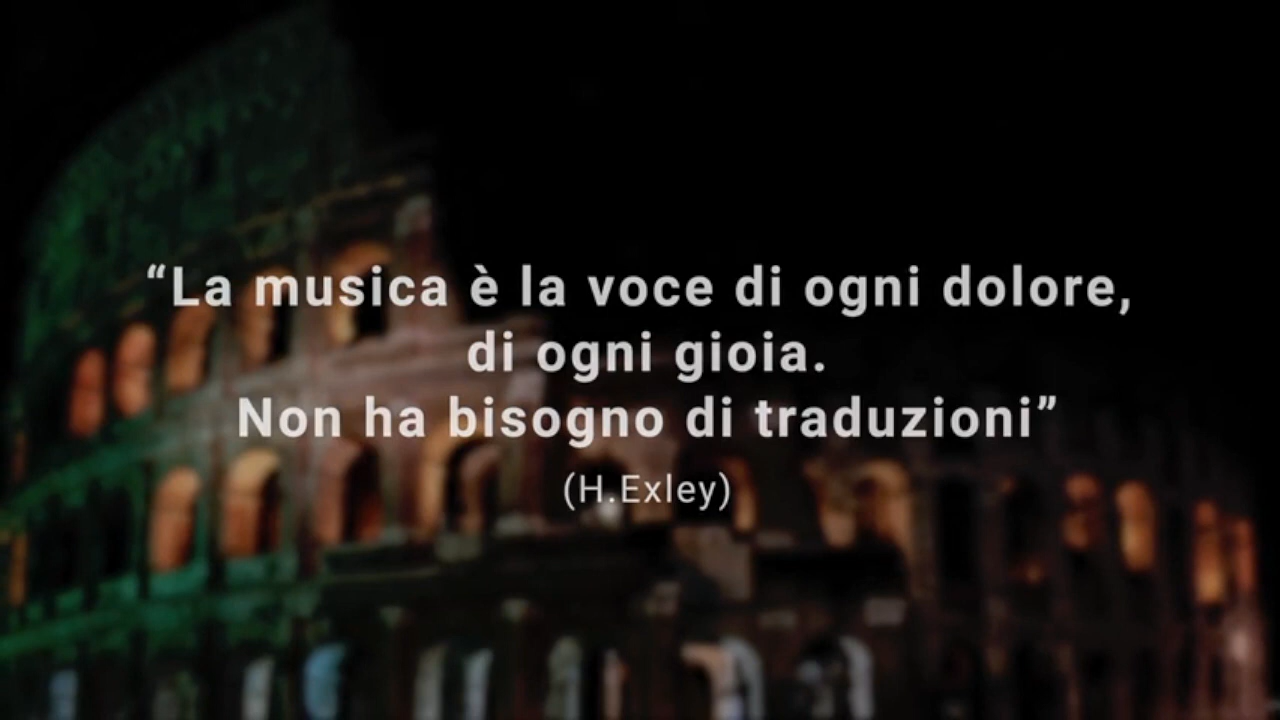 “La musica è la voce di ogni dolore,
di ogni gioia.
Non ha bisogno di traduzioni”
(H.Exley)